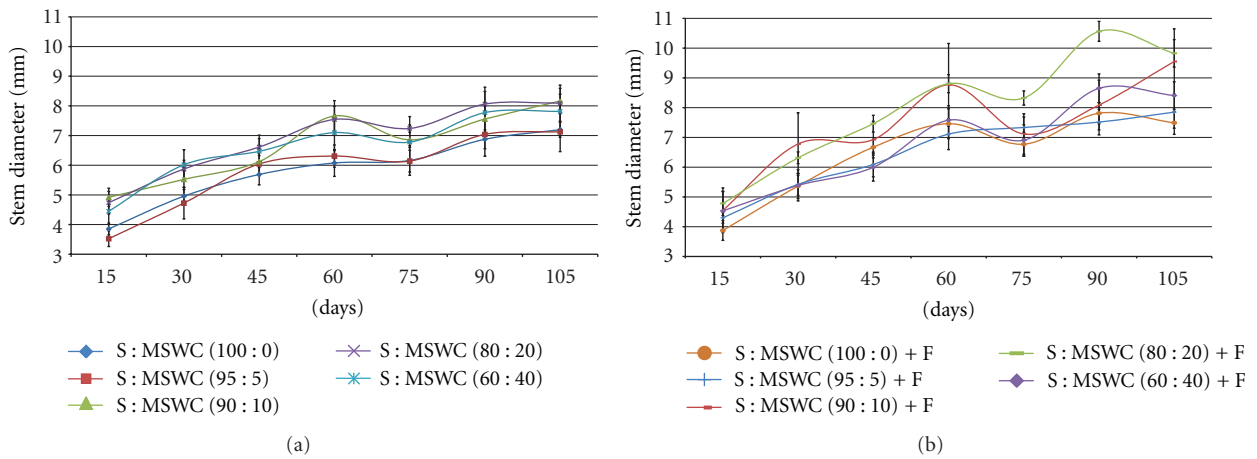 11
10
9
8
7
6
5
4
3
Stem diameter (mm)
15 30 45 60 75 90 105
(days)
S : MSWC (100 : 0)
S : MSWC (95 : 5)
S : MSWC (90 : 10)
S : MSWC (80 : 20)
S : MSWC (60 : 40)
(a)
11
10
9
8
7
6
5
4
3
Stem diameter (mm)
15 30 45 60 75 90 105
(days)
S : MSWC (100 : 0) + F
S : MSWC (95 : 5) + F
S : MSWC (90 : 10) + F
S : MSWC (80 : 20) + F
S : MSWC (60 : 40) + F
(b)